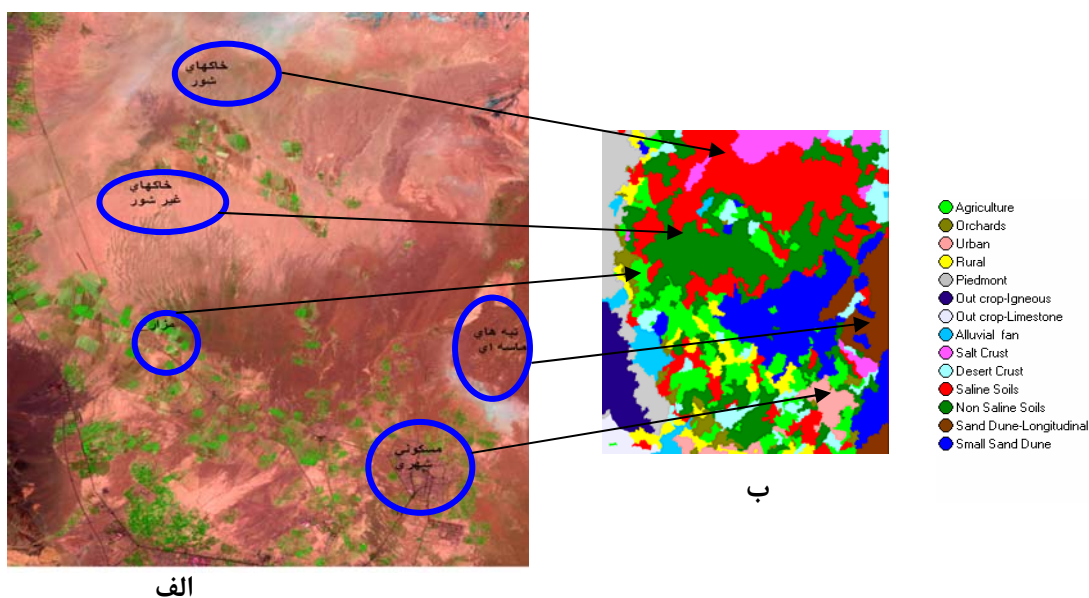 خاکهاي
شور
خاکهاي
غير شور
مزار
تپه هاي
ماسه اي
مسکوني
شهري
الف
ب
Agriculture
Orchards
Urban
Rural
Piedmont
Out crop-Igneous
Out crop-Limestone
Alluvial fan
Salt Crust
Desert Crust
Saline Soils
Non Saline Soils
Sand Dune-Longitudinal
Small Sand Dune